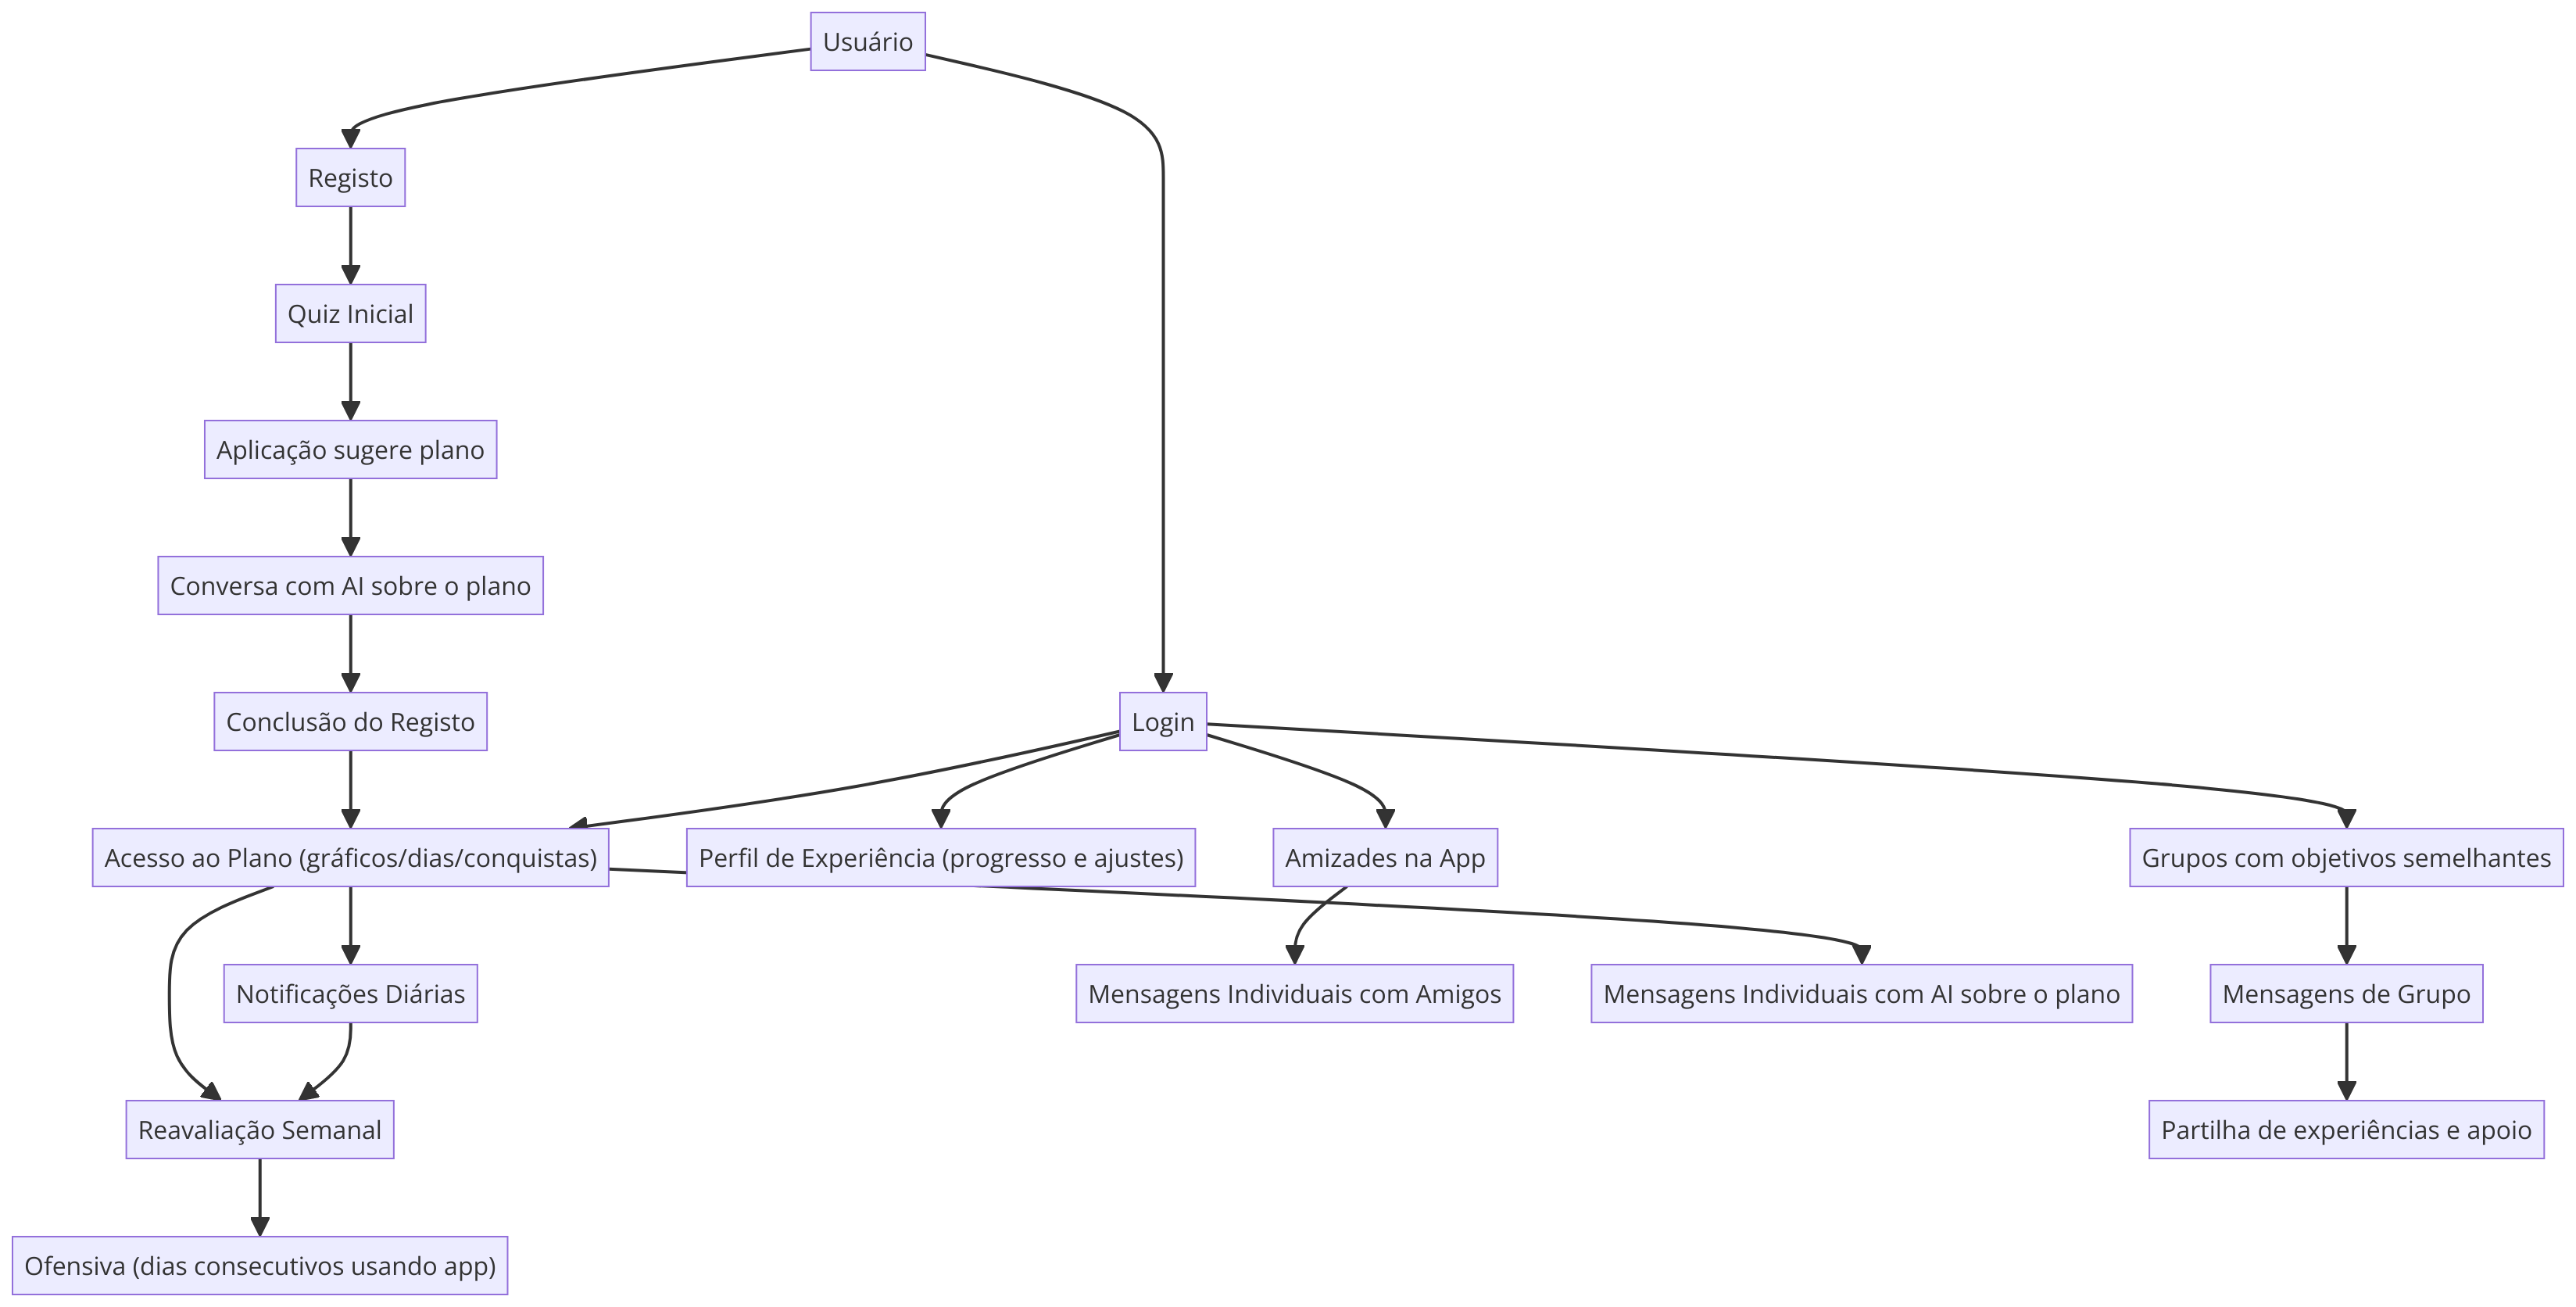 Usuário
Registo
Quiz Inicial
Aplicação sugere plano
Conversa com AI sobre o plano
Conclusão do Registo
Login
Acesso ao Plano (gráficos/dias/conquistas)
Perfil de Experiência (progresso e ajustes)
Amizades na App
Grupos com objetivos semelhantes
Notificações Diárias
Mensagens Individuais com Amigos
Mensagens Individuais com AI sobre o plano
Mensagens de Grupo
Reavaliação Semanal
Partilha de experiências e apoio
Ofensiva (dias consecutivos usando app)